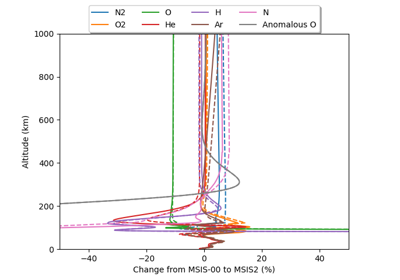 N2 O H N
O2 He Ar Anomalous O
1000
800
600
400
200
0
Altitude (km)
−40 −20 0 20 40
Change from MSIS-00 to MSIS2 (%)